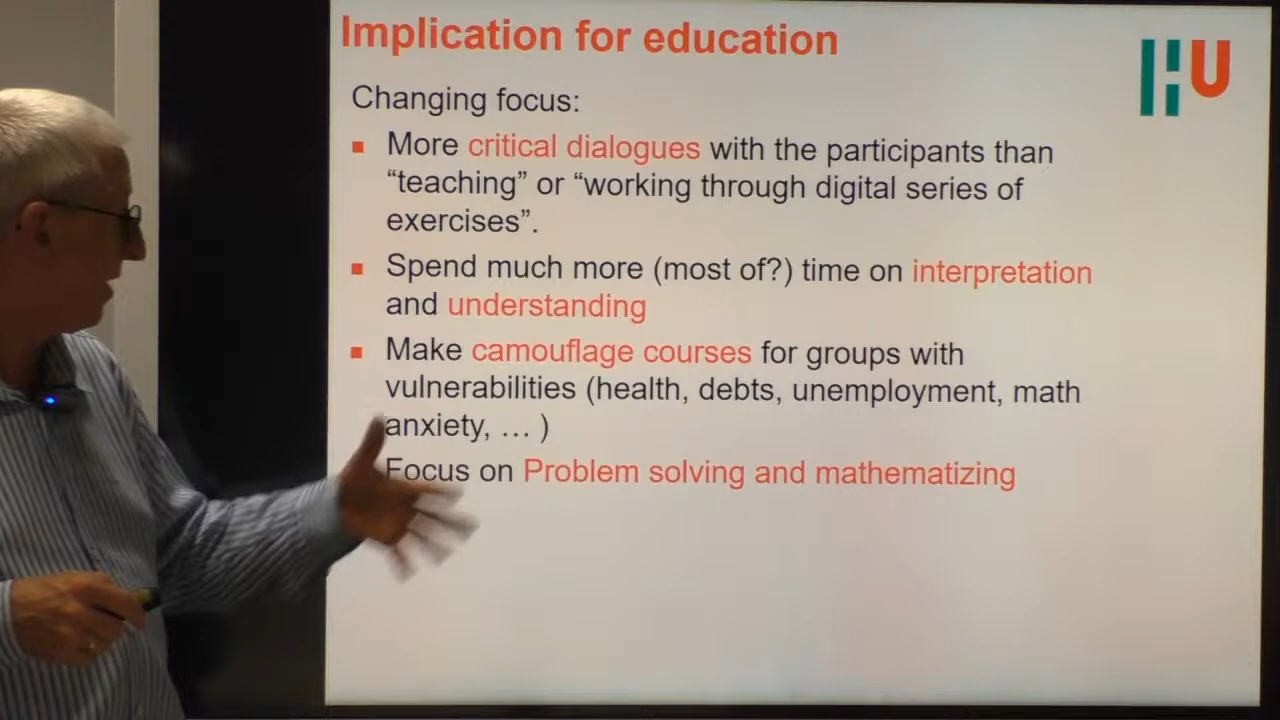 Implication for education
HU
Changing focus:
More critical dialogues with the participants than
“teaching” or “working through digital series of
exercises”.
Spend much more (most of?) time on interpretation
and understanding
Make camouflage courses for groups with
vulnerabilities (health, debts, unemployment, math
anxiety, … )
Focus on Problem solving and mathematizing